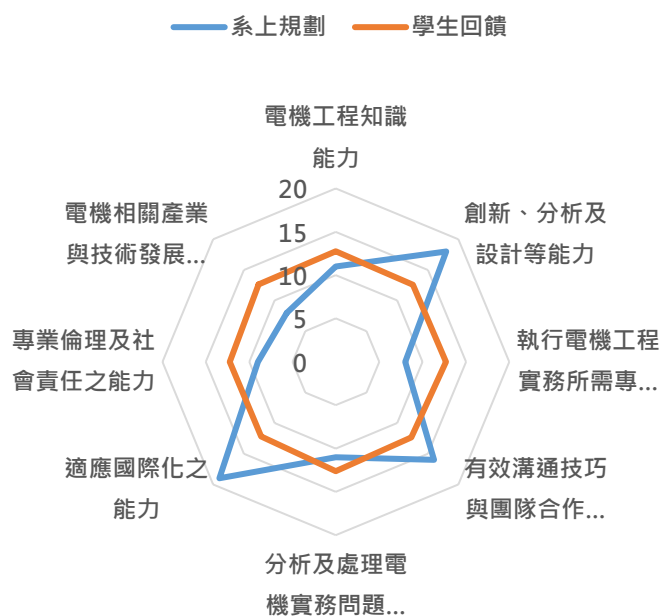 系上規劃 學生回饋
電機工程知識
能力
創新、分析及
設計等能力
執行電機工程
實務所需專...
有效溝通技巧
與團隊合作...
分析及處理電
機實務問題...
適應國際化之
能力
專業倫理及社
會責任之能力
電機相關產業
與技術發展...
20
15
10
5
0